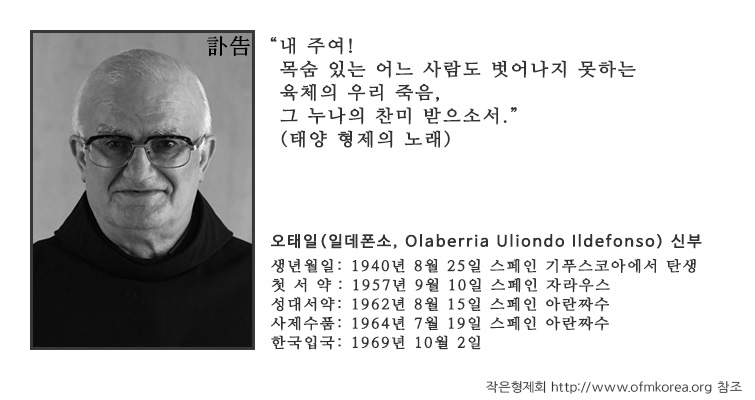 訃告
“내 주여!
목숨 있는 어느 사람도 벗어나지 못하는
육체의 우리 죽음,
그 누나의 찬미 받으소서.”
(태양 형제의 노래)
오태일(일데폰소, Olaberria Uliondo Ildefonso) 신부
생년월일: 1940년 8월 25일 스페인 기푸스코아에서 탄생
첫 서 약 : 1957년 9월 10일 스페인 자라우스
성대서약: 1962년 8월 15일 스페인 아란짜수
사제수품: 1964년 7월 19일 스페인 아란짜수
한국입국: 1969년 10월 2일
작은형제회 http://www.ofmkorea.org 참조